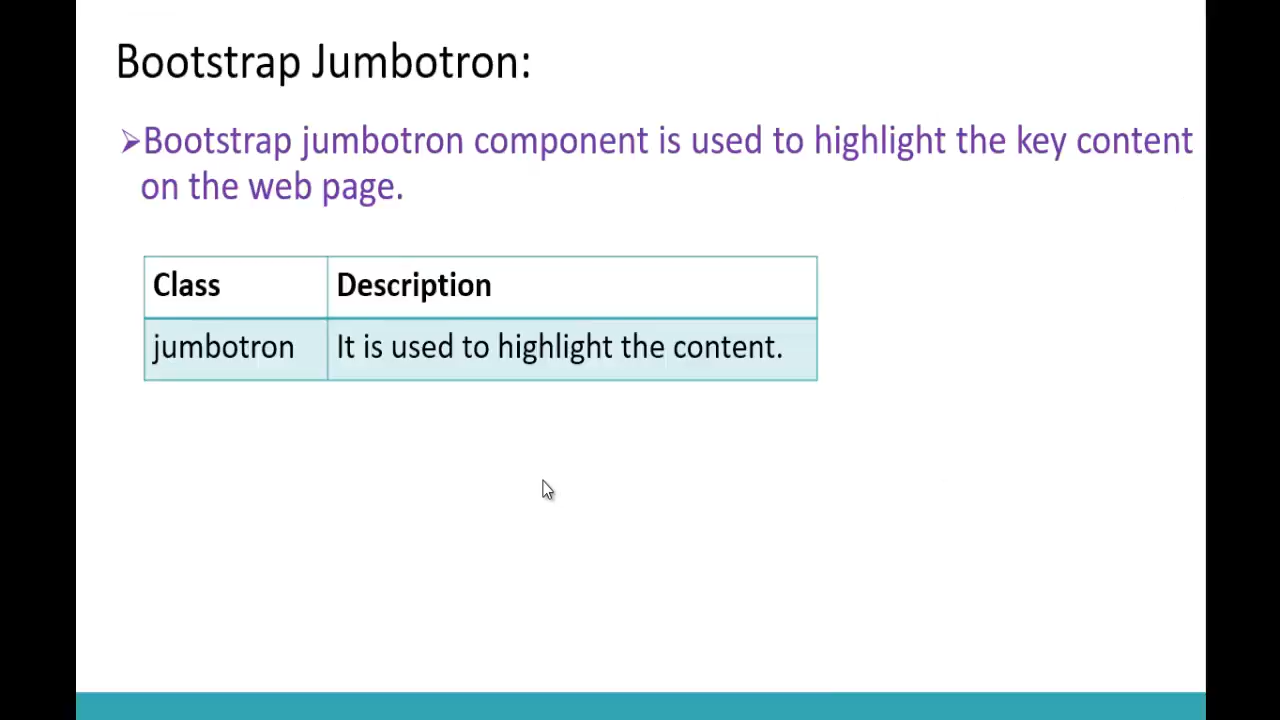 Bootstrap Jumbotron:
Bootstrap jumbotron component is used to highlight the key content
on the web page.
Class Description
jumbotron It is used to highlight the content.